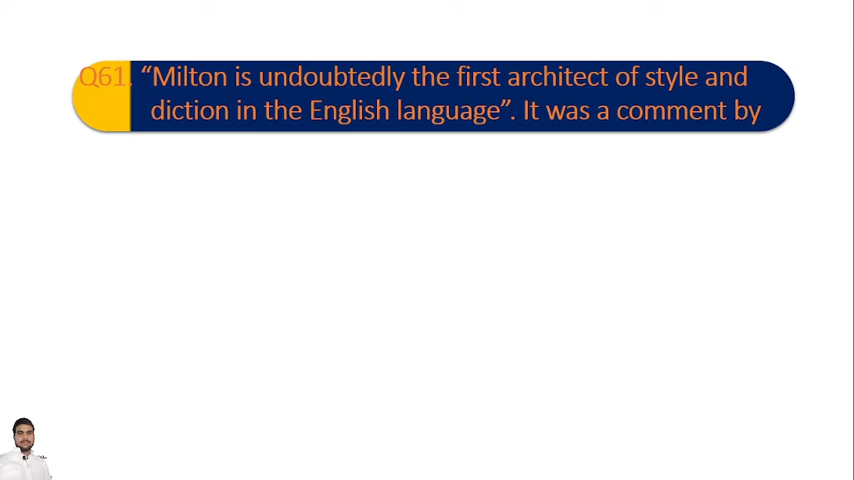 Q61. “Milton is undoubtedly the first architect of style and
diction in the English language”. It was a comment by